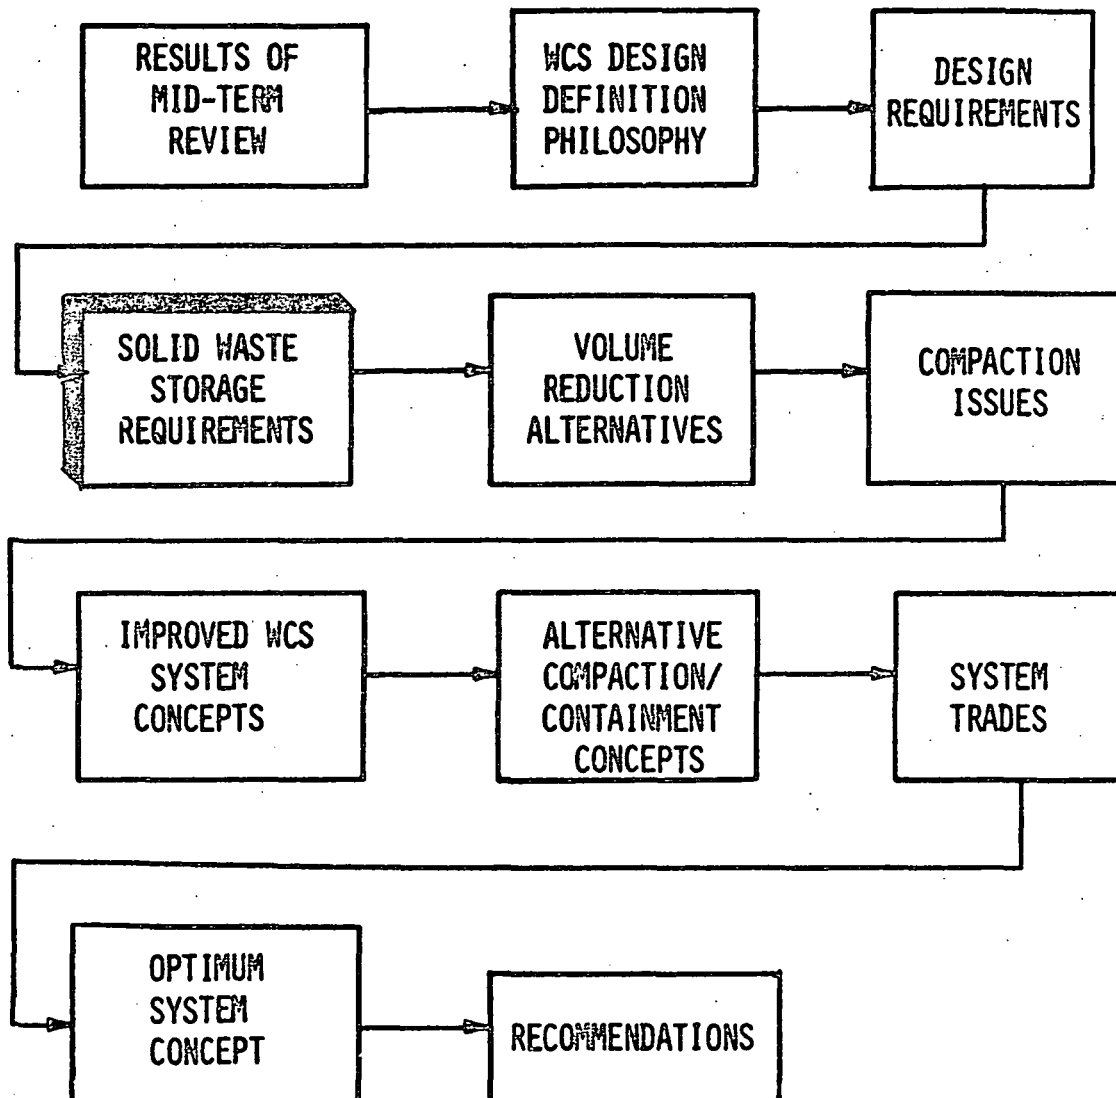 RESULTS OF
MID-TERM
REVIEW
WCS DESIGN
DEFINITION
PHILOSOPHY
DESIGN
REQUIREMENTS
SOLID WASTE
STORAGE
REQUIREMENTS
VOLUME
REDUCTION
ALTERNATIVES
COMPACTION
ISSUES
IMPROVED WCS
SYSTEM
CONCEPTS
ALTERNATIVE
COMPACTION/
CONTAINMENT
CONCEPTS
SYSTEM
TRADES
OPTIMUM
SYSTEM
CONCEPT
RECOMMENDATIONS